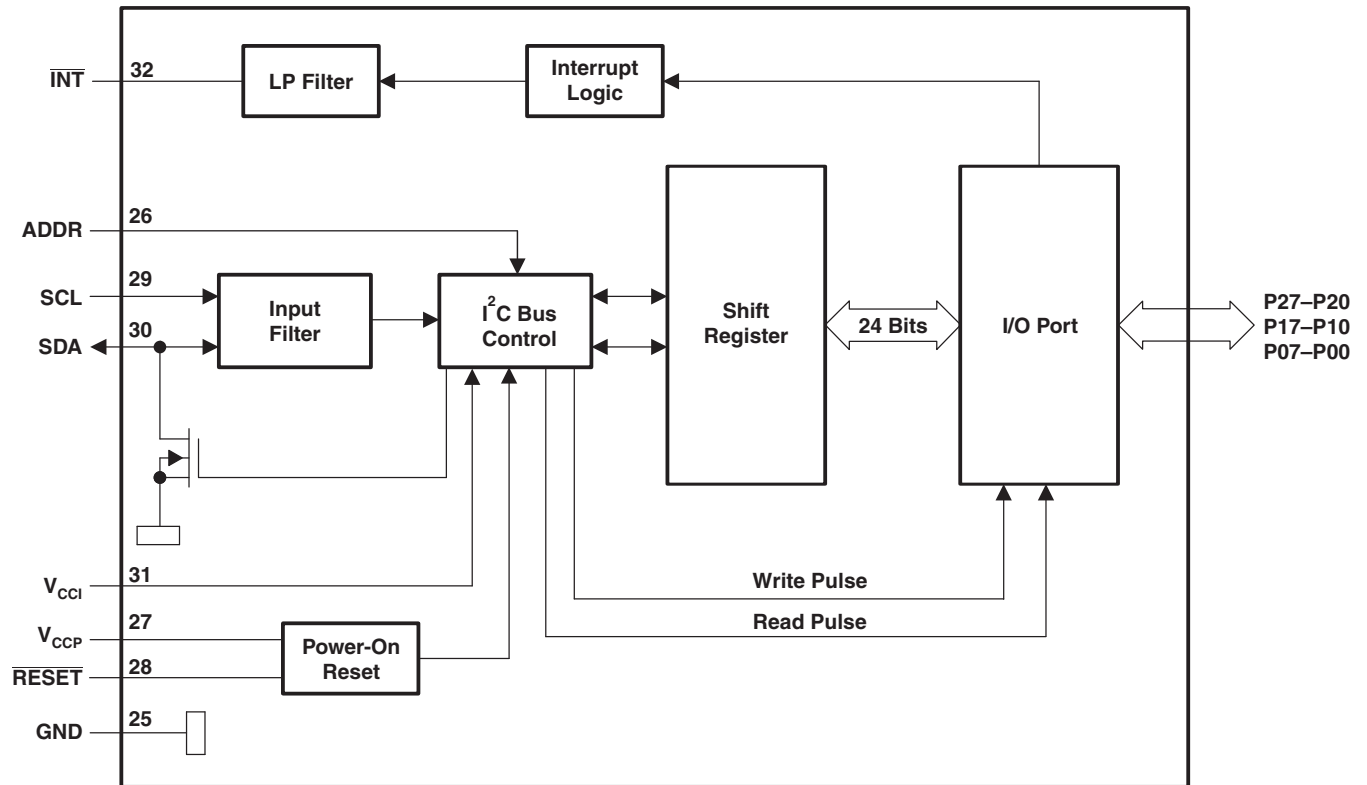 INT
32
LP Filter
Interrupt
Logic
ADDR
26
SCL
29
SDA
30
Input
Filter
I²C Bus
Control
Shift
Register
24 Bits
I/O Port
P27–P20
P17–P10
P07–P00
VCCI
31
Write Pulse
VCCP
27
Read Pulse
RESET
28
Power-On
Reset
GND
25